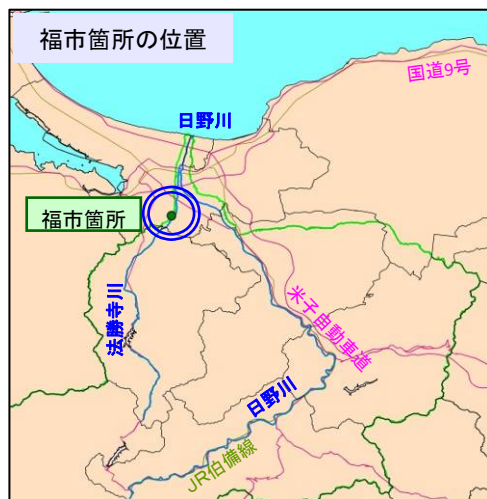 福市箇所の位置
国道9号
日野川
福市箇所
法勝寺川
米子自動車道
日野川
JR伯備線